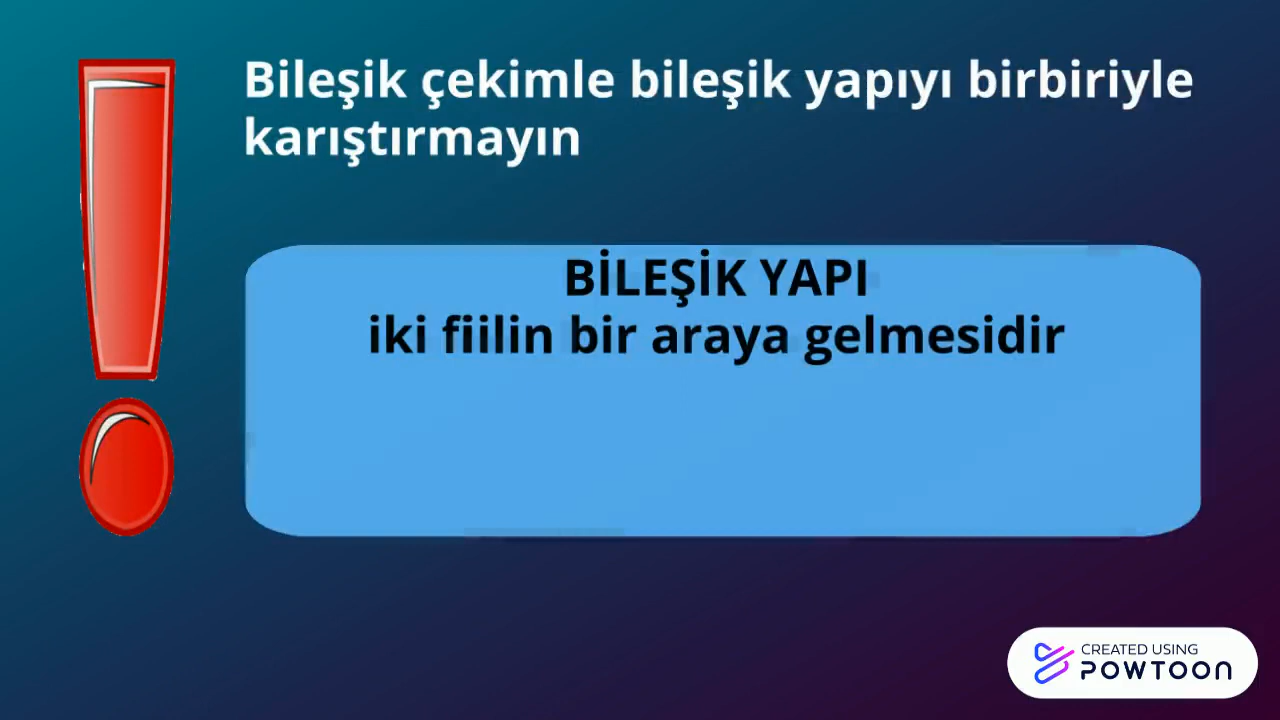 Bileşik çekimle bileşik yapıyı birbiriyle
karıştırmayın
BİLEŞİK YAPI
iki fiilin bir araya gelmesidir
CREATED USING
POWTOON